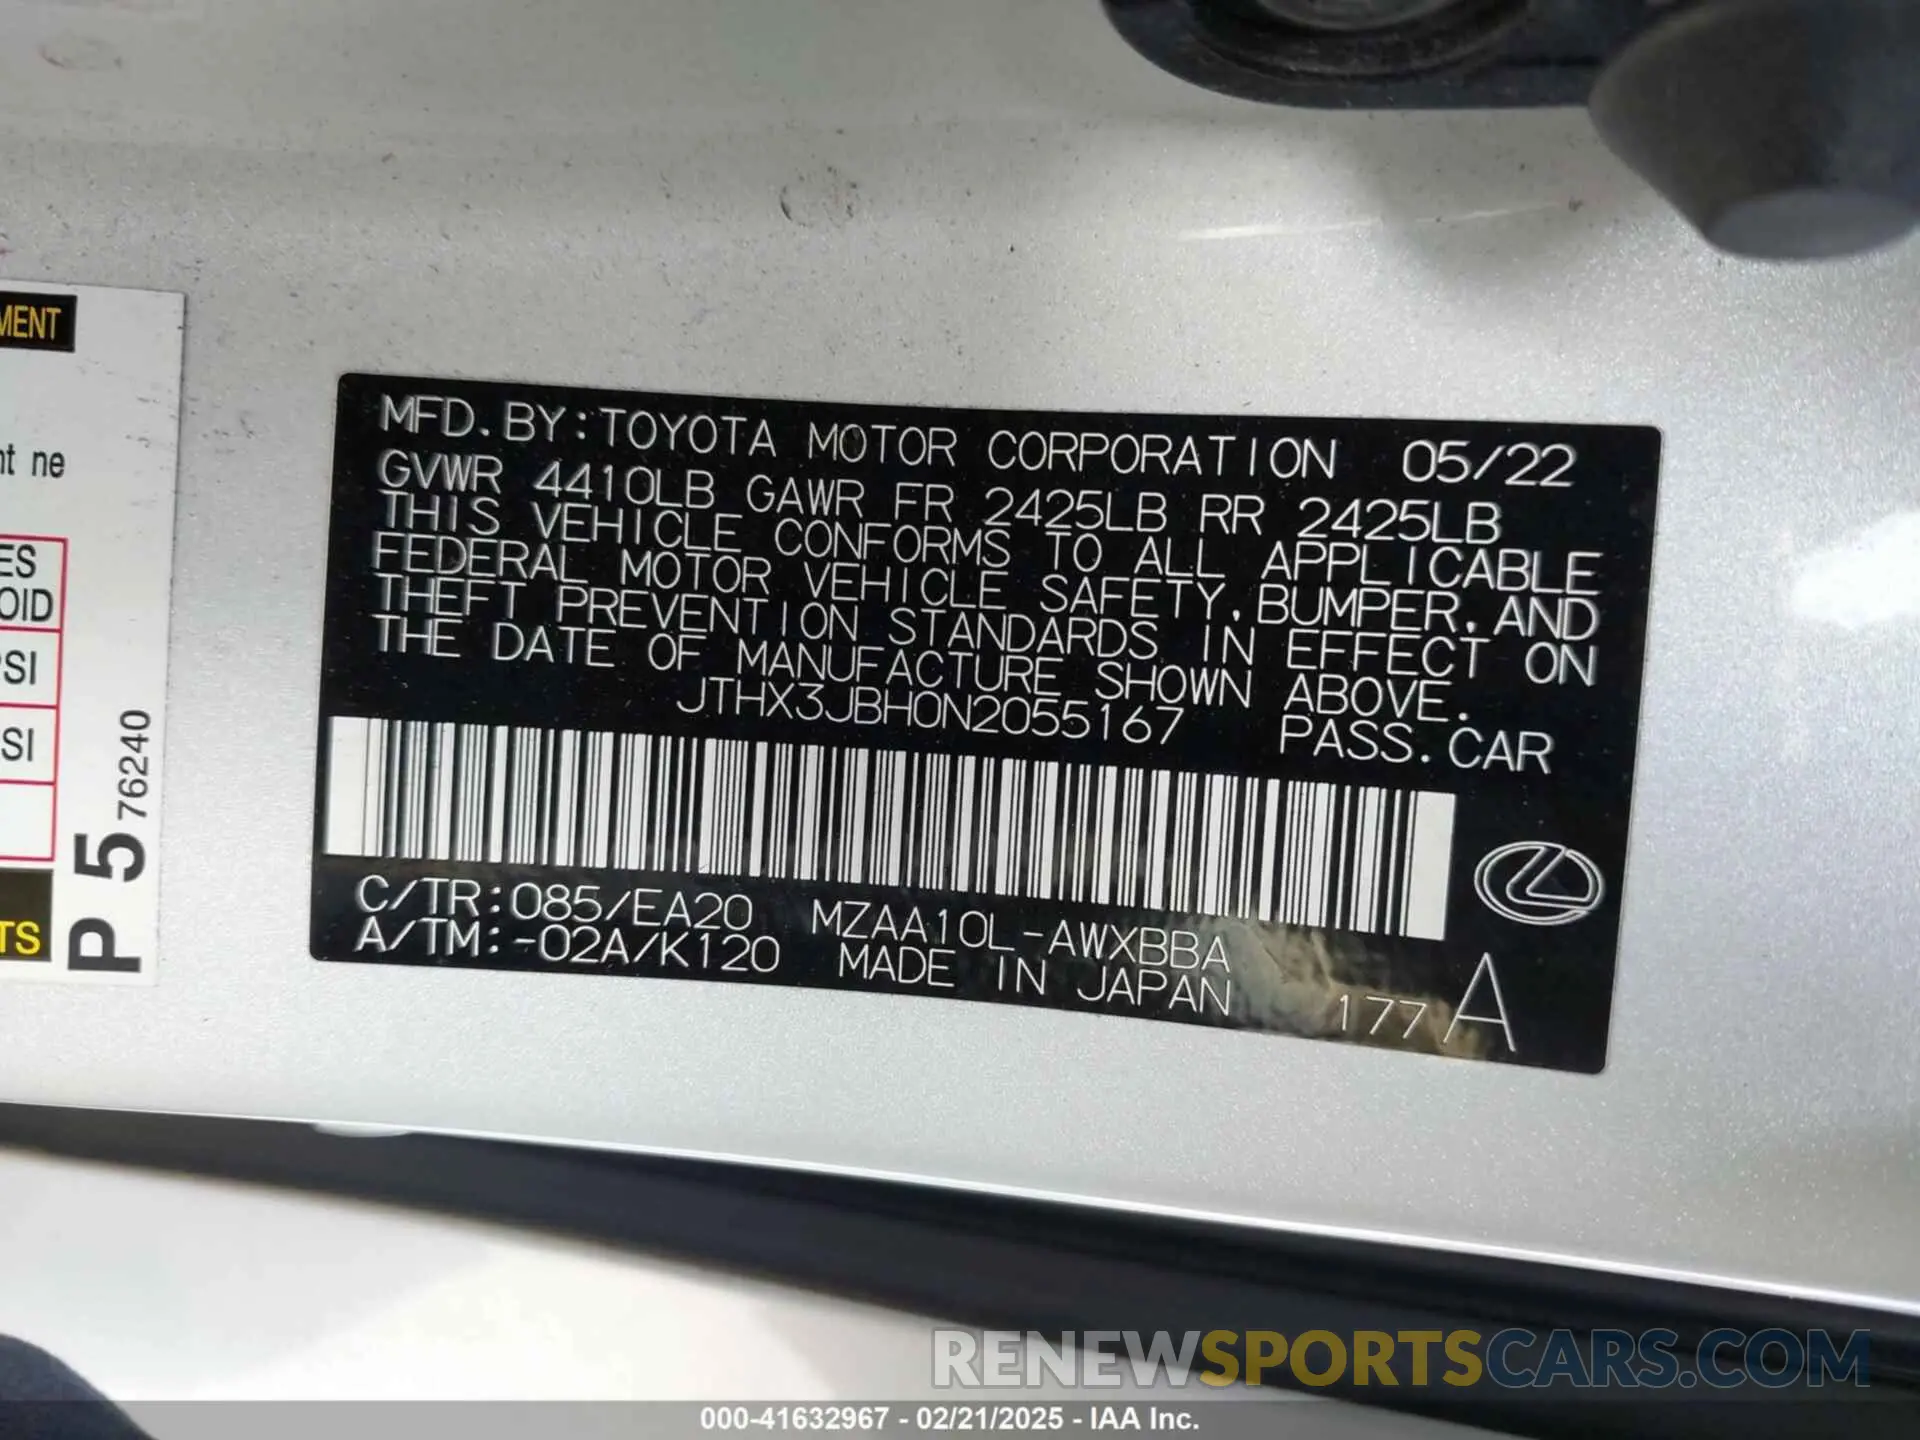 MENT
nt ne
ES
OID
SI
SI
TS
P 5 76240
MFD. BY: TOYOTA MOTOR CORPORATION 05/22
GVWR 4410LB GAWR FR 2425LB RR 2425LB
THIS VEHICLE CONFORMS TO ALL APPLICABLE
FEDERAL MOTOR VEHICLE SAFETY, BUMPER, AND
THEFT PREVENTION STANDARDS IN EFFECT ON
THE DATE OF MANUFACTURE SHOWN ABOVE.
JTHX3JBH0N2055167 PASS. CAR
C/TR: 085/EA20 MZAA10L-AWXBBA
A/TM: -02A/K120 MADE IN JAPAN 177 A
RENEWSPORTSCARS.COM
000-41632967 - 02/21/2025 - IAA Inc.